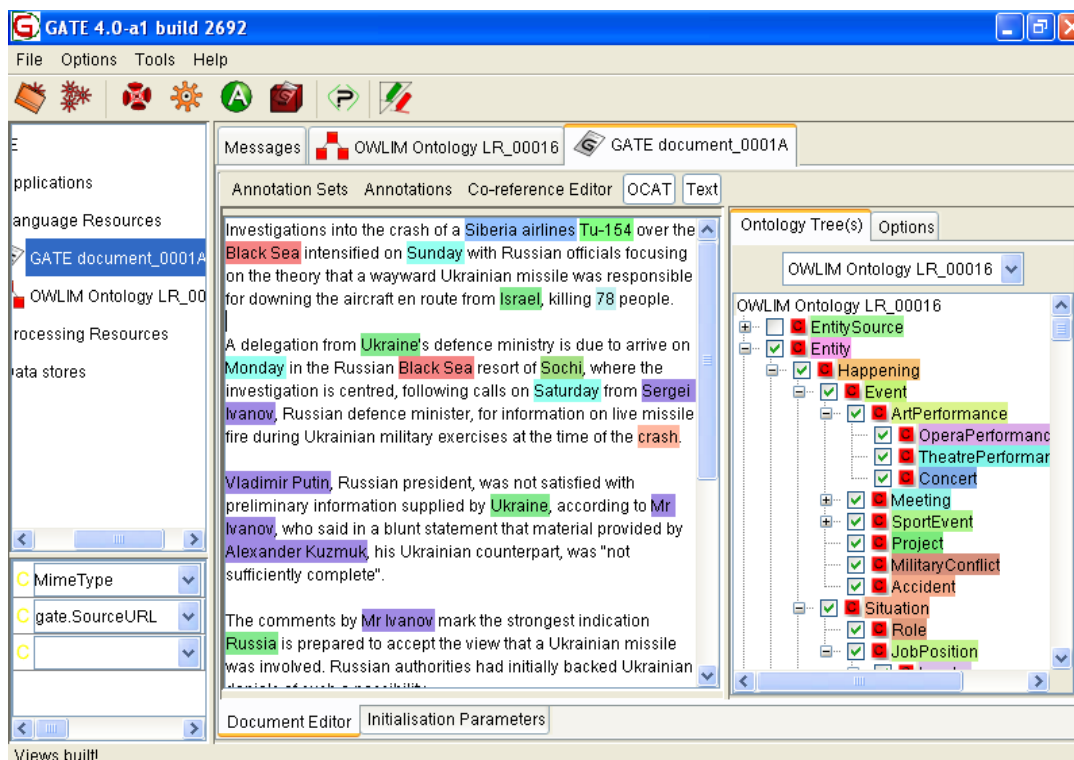 GATE 4.0-a1 build 2692
File Options Tools Help
Messages OWLIM Ontology LR_00016 GATE document_0001A
pplications
anguage Resources
GATE document_0001A
OWLIM Ontology LR_00
rocessing Resources
ata stores
MimeType
gate.SourceURL
Annotation Sets Annotations Co-reference Editor OCAT Text
Investigations into the crash of a Siberia airlines Tu-154 over the
Black Sea intensified on Sunday with Russian officials focusing
on the theory that a wayward Ukrainian missile was responsible
for downing the aircraft en route from Israel, killing 78 people.
A delegation from Ukraine's defence ministry is due to arrive on
Monday in the Russian Black Sea resort of Sochi, where the
investigation is centred, following calls on Saturday from Sergei
Ivanov, Russian defence minister, for information on live missile
fire during Ukrainian military exercises at the time of the crash.
Vladimir Putin, Russian president, was not satisfied with
preliminary information supplied by Ukraine, according to Mr
Ivanov, who said in a blunt statement that material provided by
Alexander Kuzmuk, his Ukrainian counterpart, was "not
sufficiently complete".
The comments by Mr Ivanov mark the strongest indication
Russia is prepared to accept the view that a Ukrainian missile
was involved. Russian authorities had initially backed Ukrainian
Ontology Tree(s) Options
OWLIM Ontology LR_00016
OWLIM Ontology LR_00016
EntitySource
Entity
Happening
Event
ArtPerformance
OperaPerformanc
TheatrePerformar
Concert
Meeting
SportEvent
Project
MilitaryConflict
Accident
Situation
Role
JobPosition
Document Editor Initialisation Parameters
Views built!